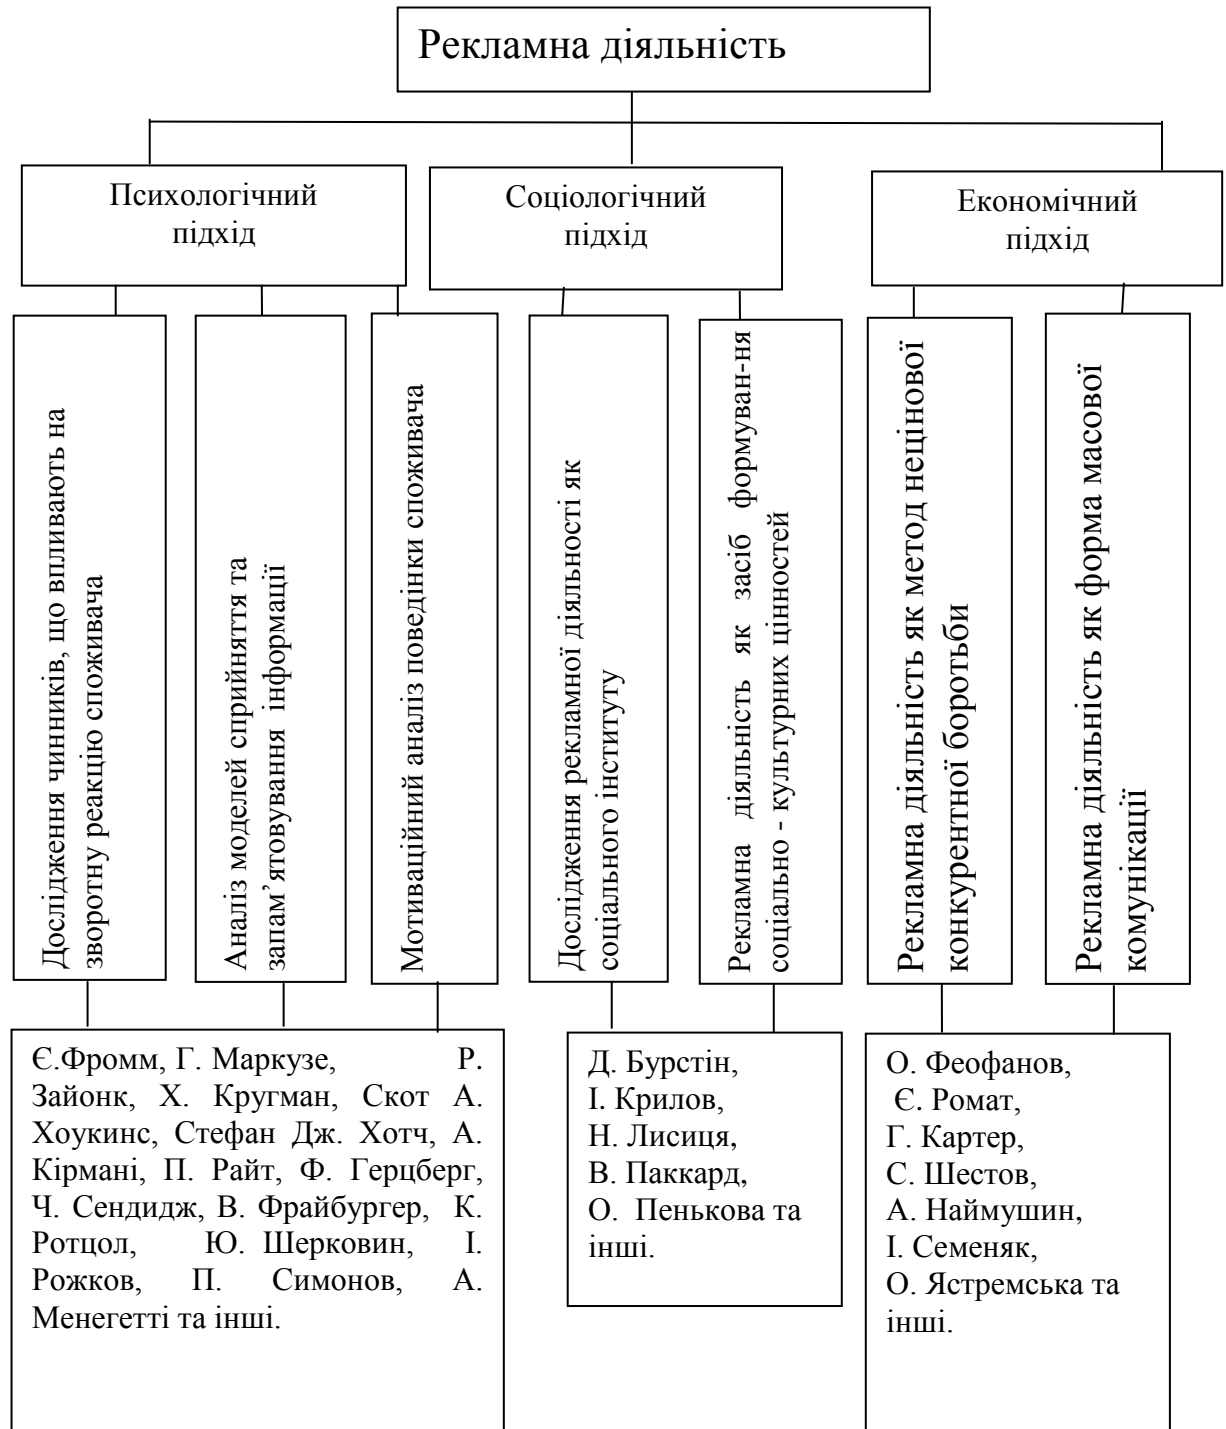 Рекламна діяльність
Психологічний
підхід
Соціологічний
підхід
Економічний
підхід
Дослідження чинників, що впливають на
зворотну реакцію споживача
Аналіз моделей сприйняття та
запам’ятовування інформації
Мотиваційний аналіз поведінки споживача
Дослідження рекламної діяльності як
соціального інституту
Рекламна діяльність як засіб формуван-ня
соціально - культурних цінностей
Рекламна діяльність як метод нецінової
конкурентної боротьби
Рекламна діяльність як форма масової
комунікації
Є.Фромм, Г. Маркузе, Р.
Зайонк, Х. Кругман, Скот А.
Хоукинс, Стефан Дж. Хотч, А.
Кірмані, П. Райт, Ф. Герцберг,
Ч. Сендидж, В. Фрайбургер, К.
Ротцол, Ю. Шерковин, І.
Рожков, П. Симонов, А.
Менегетті та інші.
Д. Бурстін,
І. Крилов,
Н. Лисиця,
В. Паккард,
О. Пенькова та
інші.
О. Феофанов,
Є. Ромат,
Г. Картер,
С. Шестов,
А. Наймушин,
І. Семеняк,
О. Ястремська та
інші.